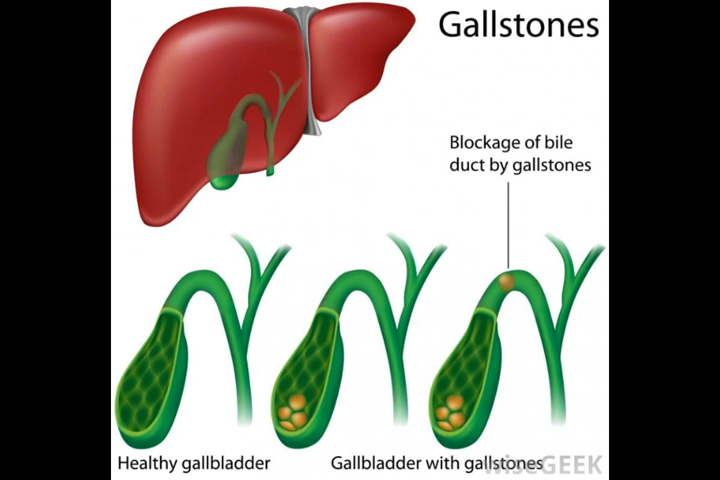 Gallstones
Blockage of bile
duct by gallstones
Healthy gallbladder
Gallbladder with gallstones
wiseGEEK